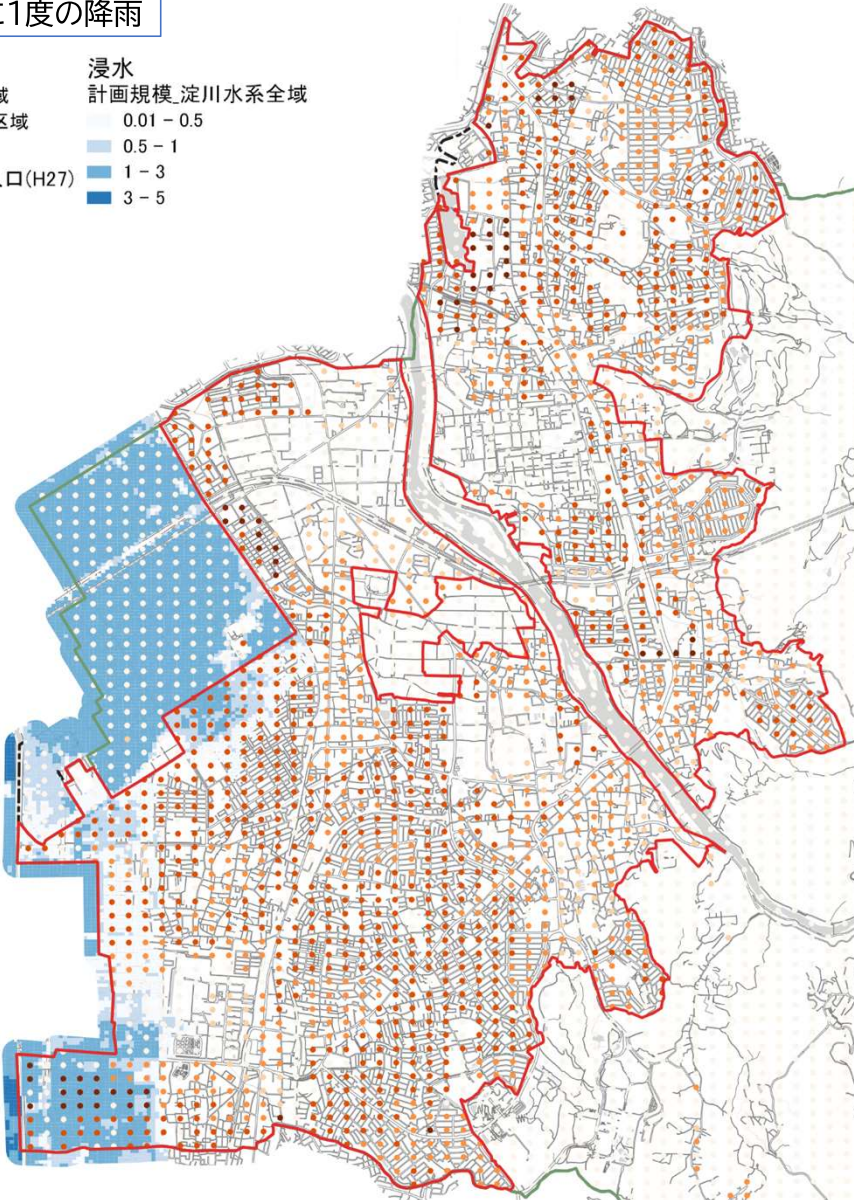 に1度の降雨
浸水
域
計画規模_淀川水系全域
区域
0.01 - 0.5
0.5 - 1
人口(H27)
1 - 3
3 - 5